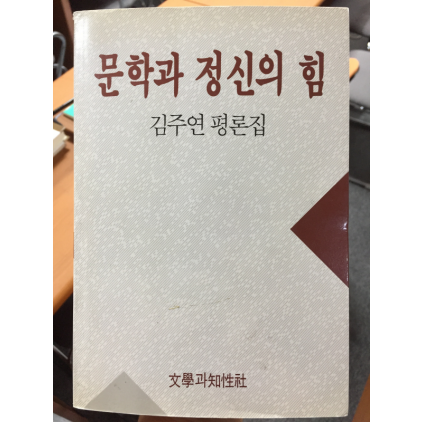 문학과 정신의 힘
김주연 평론집
文學과知性社